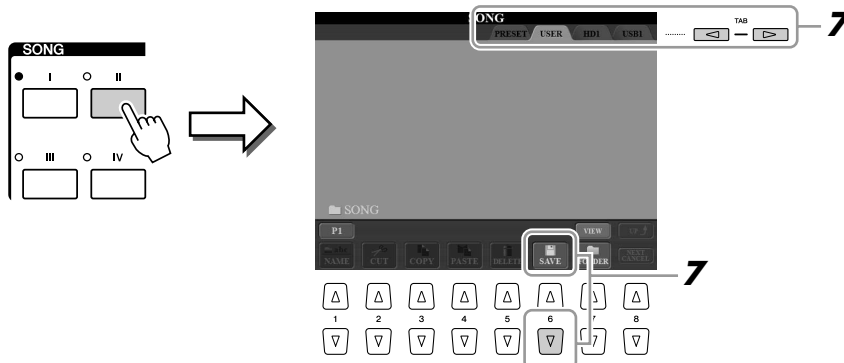 SONG
I II
III IV
SONG
PRESET USER HD1 USB1
TAB
7
SONG
P1 VIEW UP
NAME CUT COPY PASTE DELETE SAVE FOLDER NEXT CANCEL
7
1 2 3 4 5 6 7 8